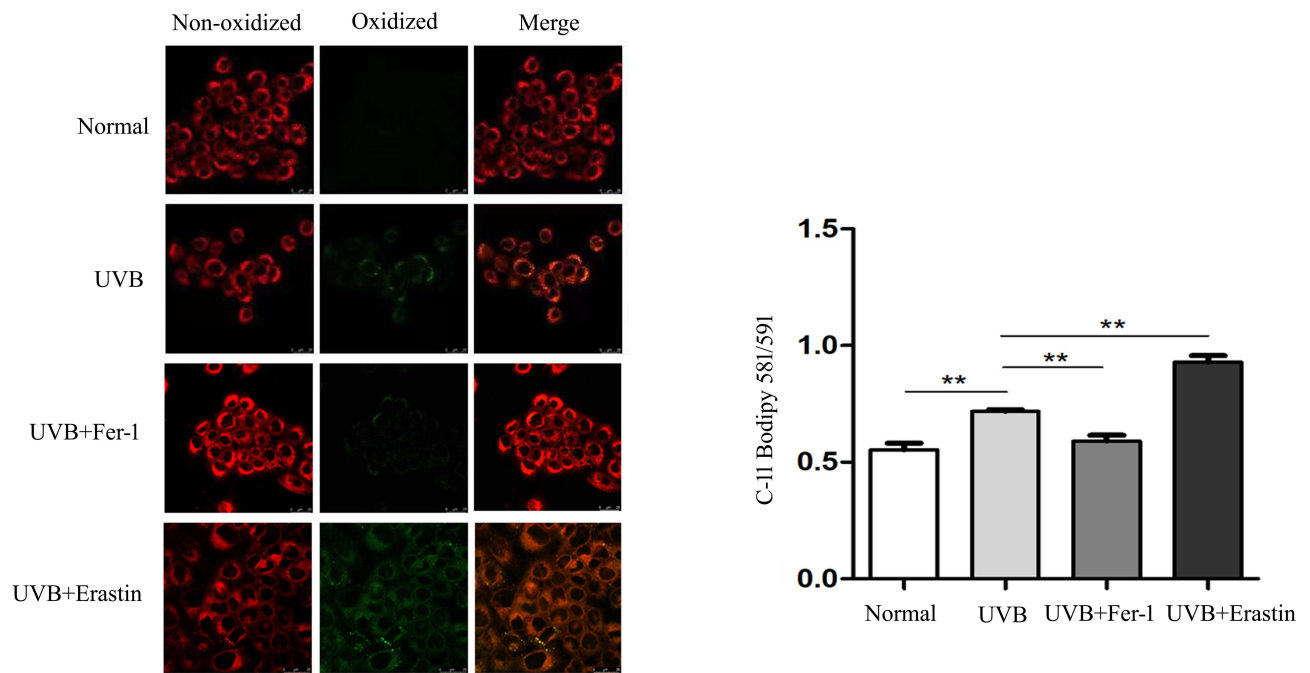 Non-oxidized Oxidized Merge
Normal
UVB
UVB+Fer-1
UVB+Erastin
C-11 Bodipy 581/591
1.5
1.0
0.5
0.0
**
**
**
Normal UVB UVB+Fer-1 UVB+Erastin